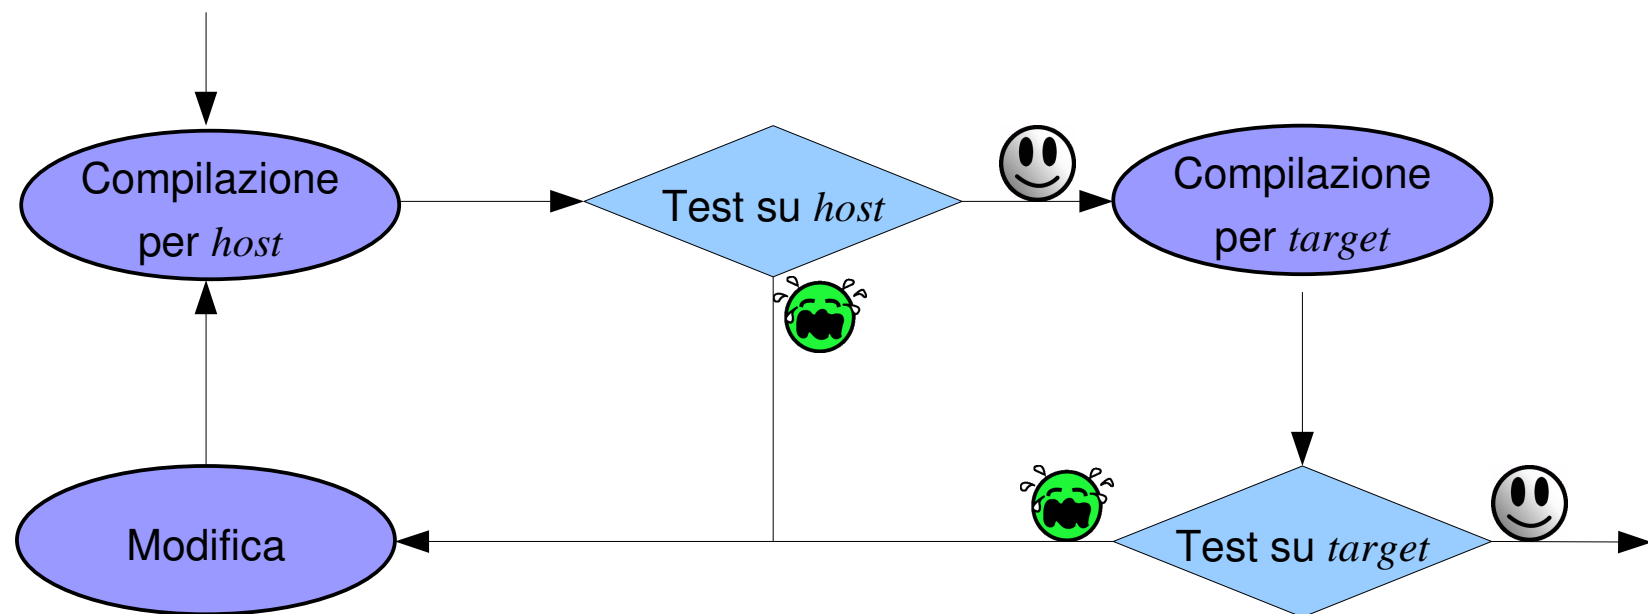 Compilazione
per host
Test su host
Compilazione
per target
Modifica
Test su target